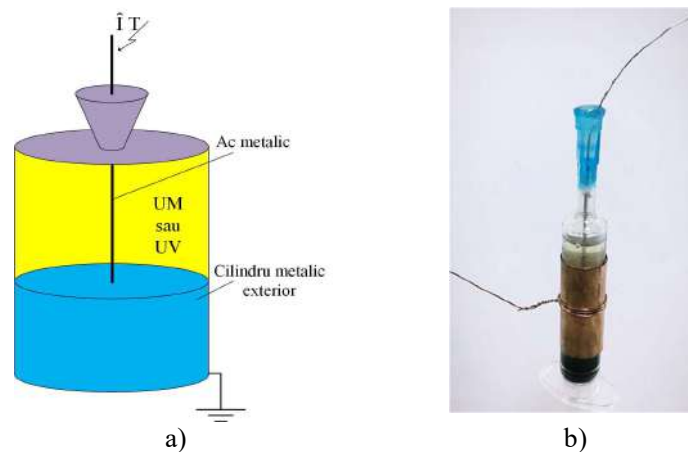 Î T
Ac metalic
UM
sau
UV
Cilindru metalic
exterior
a)
b)